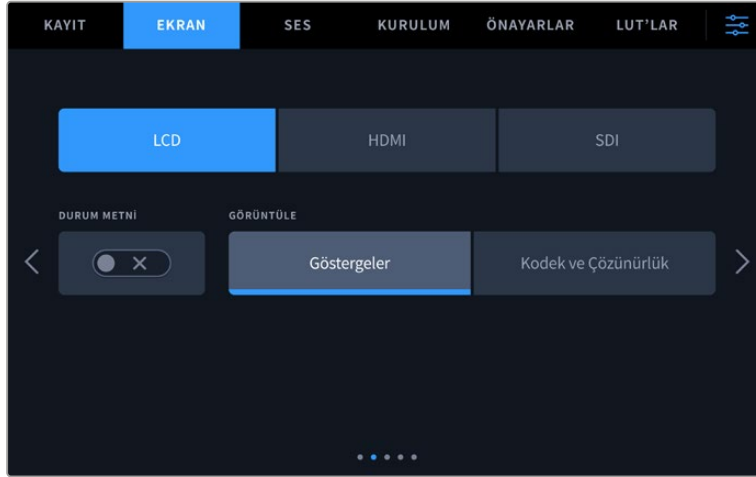 KAYIT EKRAN SES KURULUM ÖNAYARLAR LUT'LAR
LCD HDMI SDI
DURUM METNİ GÖRÜNTÜLE
Göstergeler Kodek ve Çözünürlük